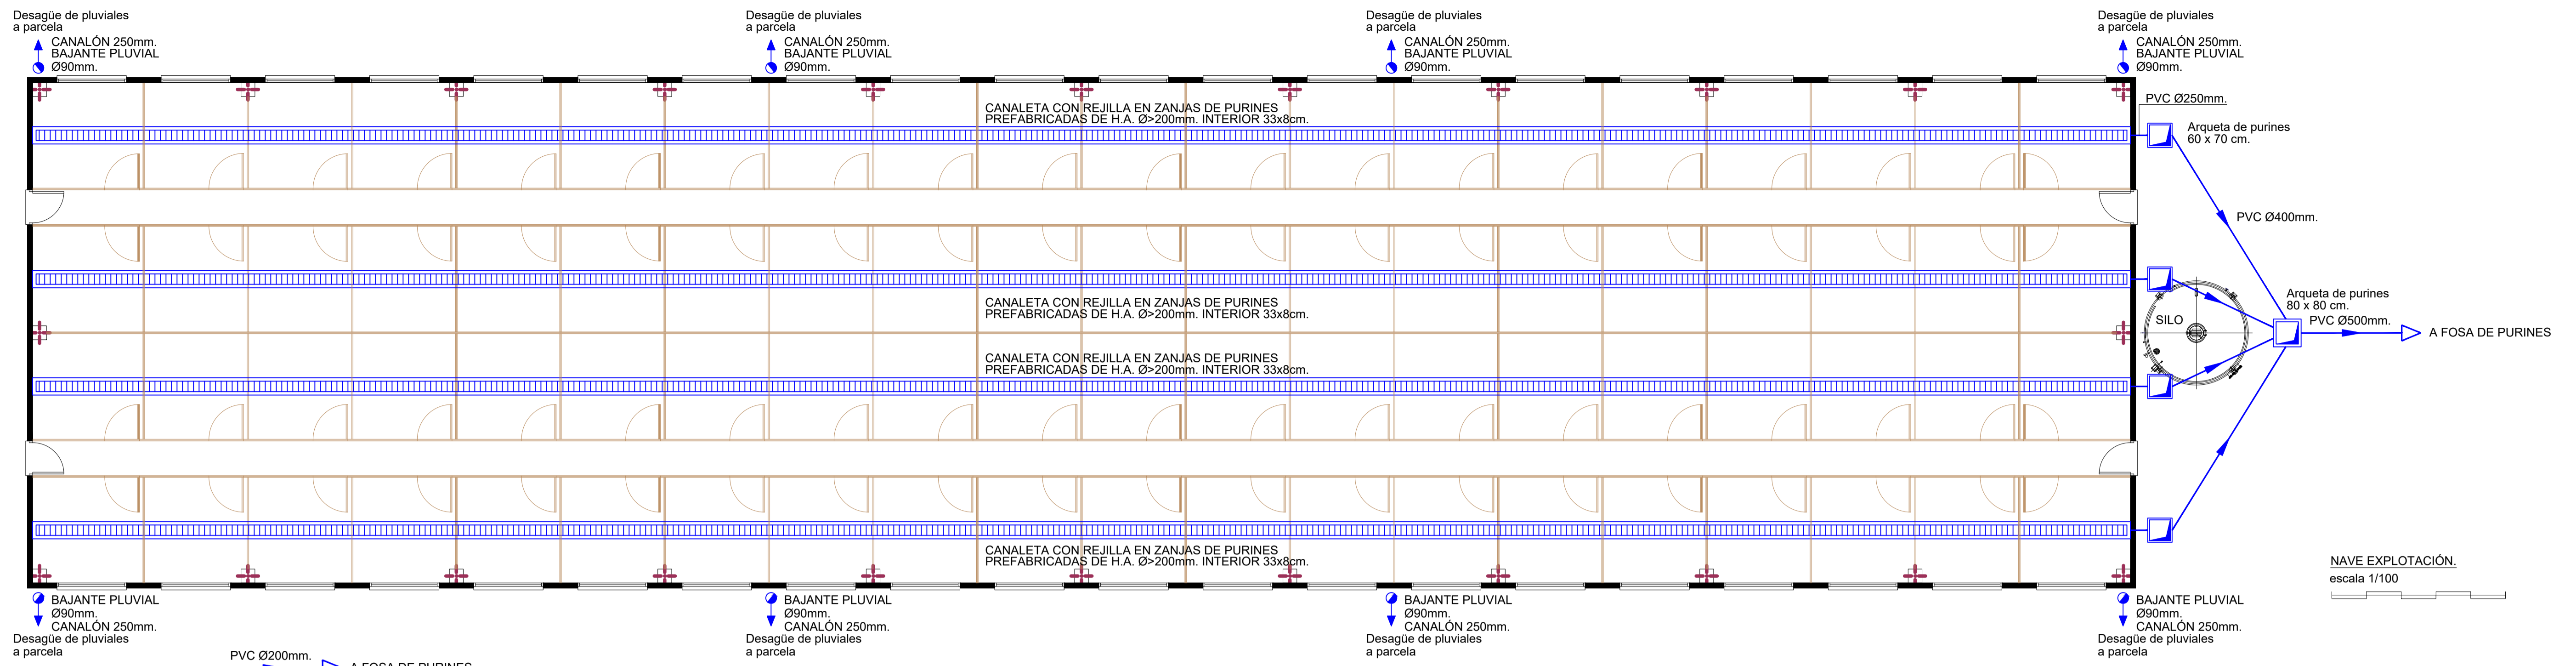 Desagüe de pluviales
a parcela
CANALÓN 250mm.
BAJANTE PLUVIAL
Ø90mm.
Desagüe de pluviales
a parcela
CANALÓN 250mm.
BAJANTE PLUVIAL
Ø90mm.
Desagüe de pluviales
a parcela
CANALÓN 250mm.
BAJANTE PLUVIAL
Ø90mm.
Desagüe de pluviales
a parcela
CANALÓN 250mm.
BAJANTE PLUVIAL
Ø90mm.
CANALETA CON REJILLA EN ZANJAS DE PURINES
PREFABRICADAS DE H.A. Ø>200mm. INTERIOR 33x8cm.
PVC Ø250mm.
Arqueta de purines
60 x 70 cm.
PVC Ø400mm.
CANALETA CON REJILLA EN ZANJAS DE PURINES
PREFABRICADAS DE H.A. Ø>200mm. INTERIOR 33x8cm.
Arqueta de purines
80 x 80 cm.
SILO
PVC Ø500mm.
A FOSA DE PURINES
CANALETA CON REJILLA EN ZANJAS DE PURINES
PREFABRICADAS DE H.A. Ø>200mm. INTERIOR 33x8cm.
CANALETA CON REJILLA EN ZANJAS DE PURINES
PREFABRICADAS DE H.A. Ø>200mm. INTERIOR 33x8cm.
NAVE EXPLOTACIÓN.
escala 1/100
BAJANTE PLUVIAL
Ø90mm.
CANALÓN 250mm.
Desagüe de pluviales
a parcela
BAJANTE PLUVIAL
Ø90mm.
CANALÓN 250mm.
Desagüe de pluviales
a parcela
BAJANTE PLUVIAL
Ø90mm.
CANALÓN 250mm.
Desagüe de pluviales
a parcela
BAJANTE PLUVIAL
Ø90mm.
CANALÓN 250mm.
Desagüe de pluviales
a parcela
PVC Ø200mm.
A FOSA DE PURINES